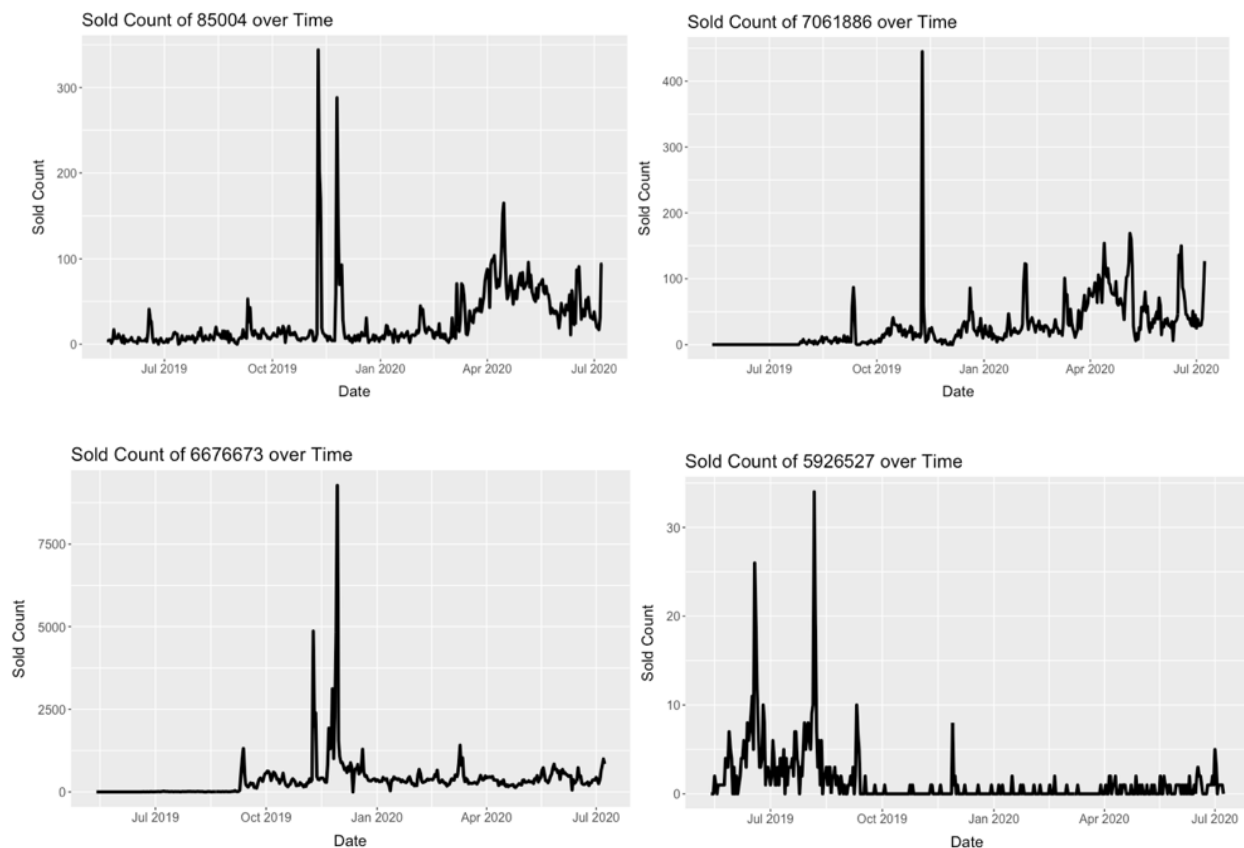 Sold Count of 85004 over Time
300
200
100
0
Sold Count
Jul 2019 Oct 2019 Jan 2020 Apr 2020 Jul 2020
Date
Sold Count of 7061886 over Time
400
300
200
100
0
Sold Count
Jul 2019 Oct 2019 Jan 2020 Apr 2020 Jul 2020
Date
Sold Count of 6676673 over Time
7500
5000
2500
0
Sold Count
Jul 2019 Oct 2019 Jan 2020 Apr 2020 Jul 2020
Date
Sold Count of 5926527 over Time
30
20
10
0
Sold Count
Jul 2019 Oct 2019 Jan 2020 Apr 2020 Jul 2020
Date